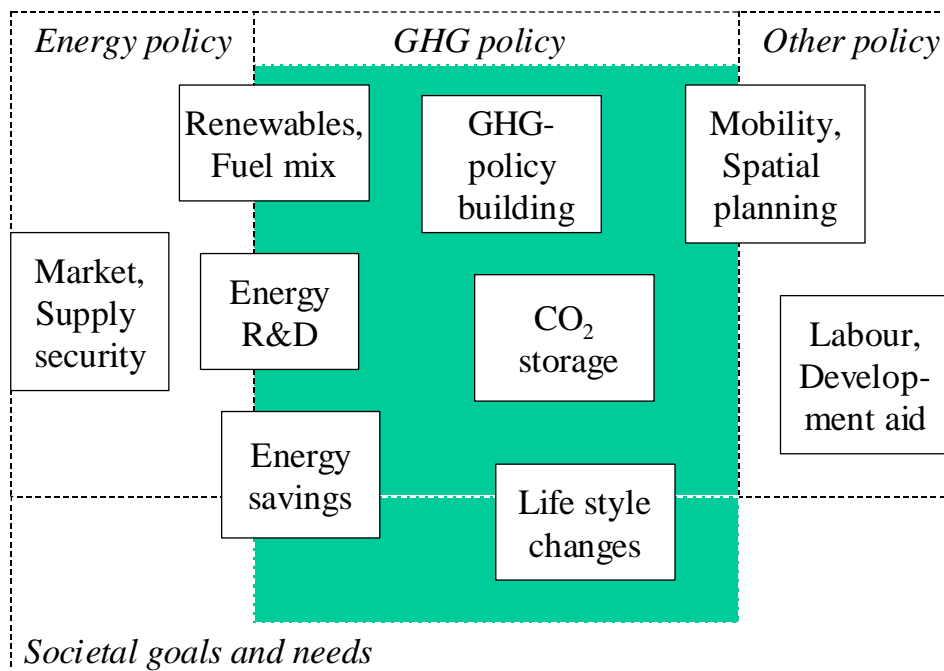 Energy policy
GHG policy
Other policy
Renewables,
Fuel mix
GHG-
policy
building
Mobility,
Spatial
planning
Market,
Supply
security
Energy
R&D
CO₂
storage
Labour,
Develop-
ment aid
Energy
savings
Life style
changes
Societal goals and needs